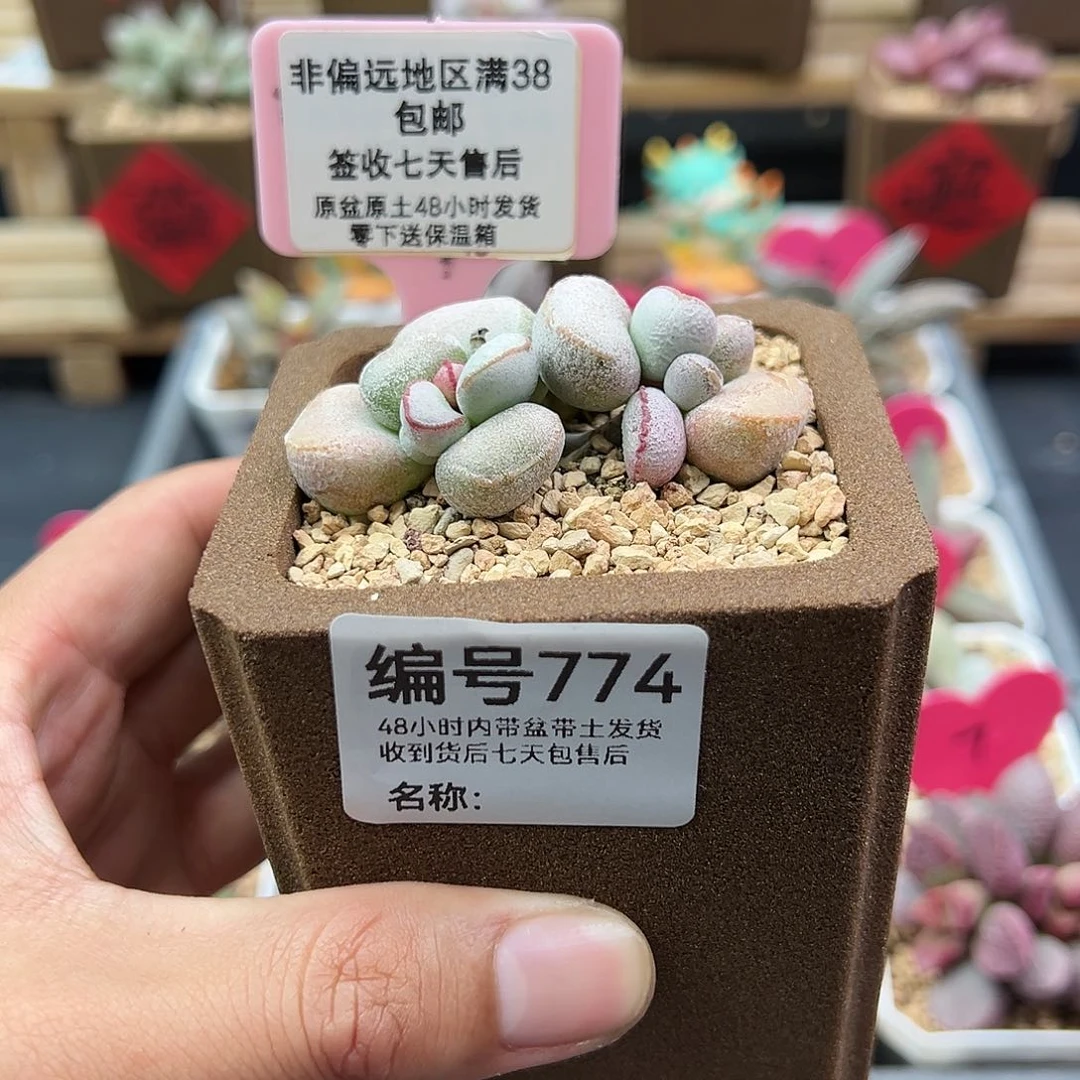 非偏远地区满38
包邮
签收七天售后
原盆原土48小时发货
零下送保温箱
编号774
48小时内带盆带土发货
收到货后七天包售后
名称: